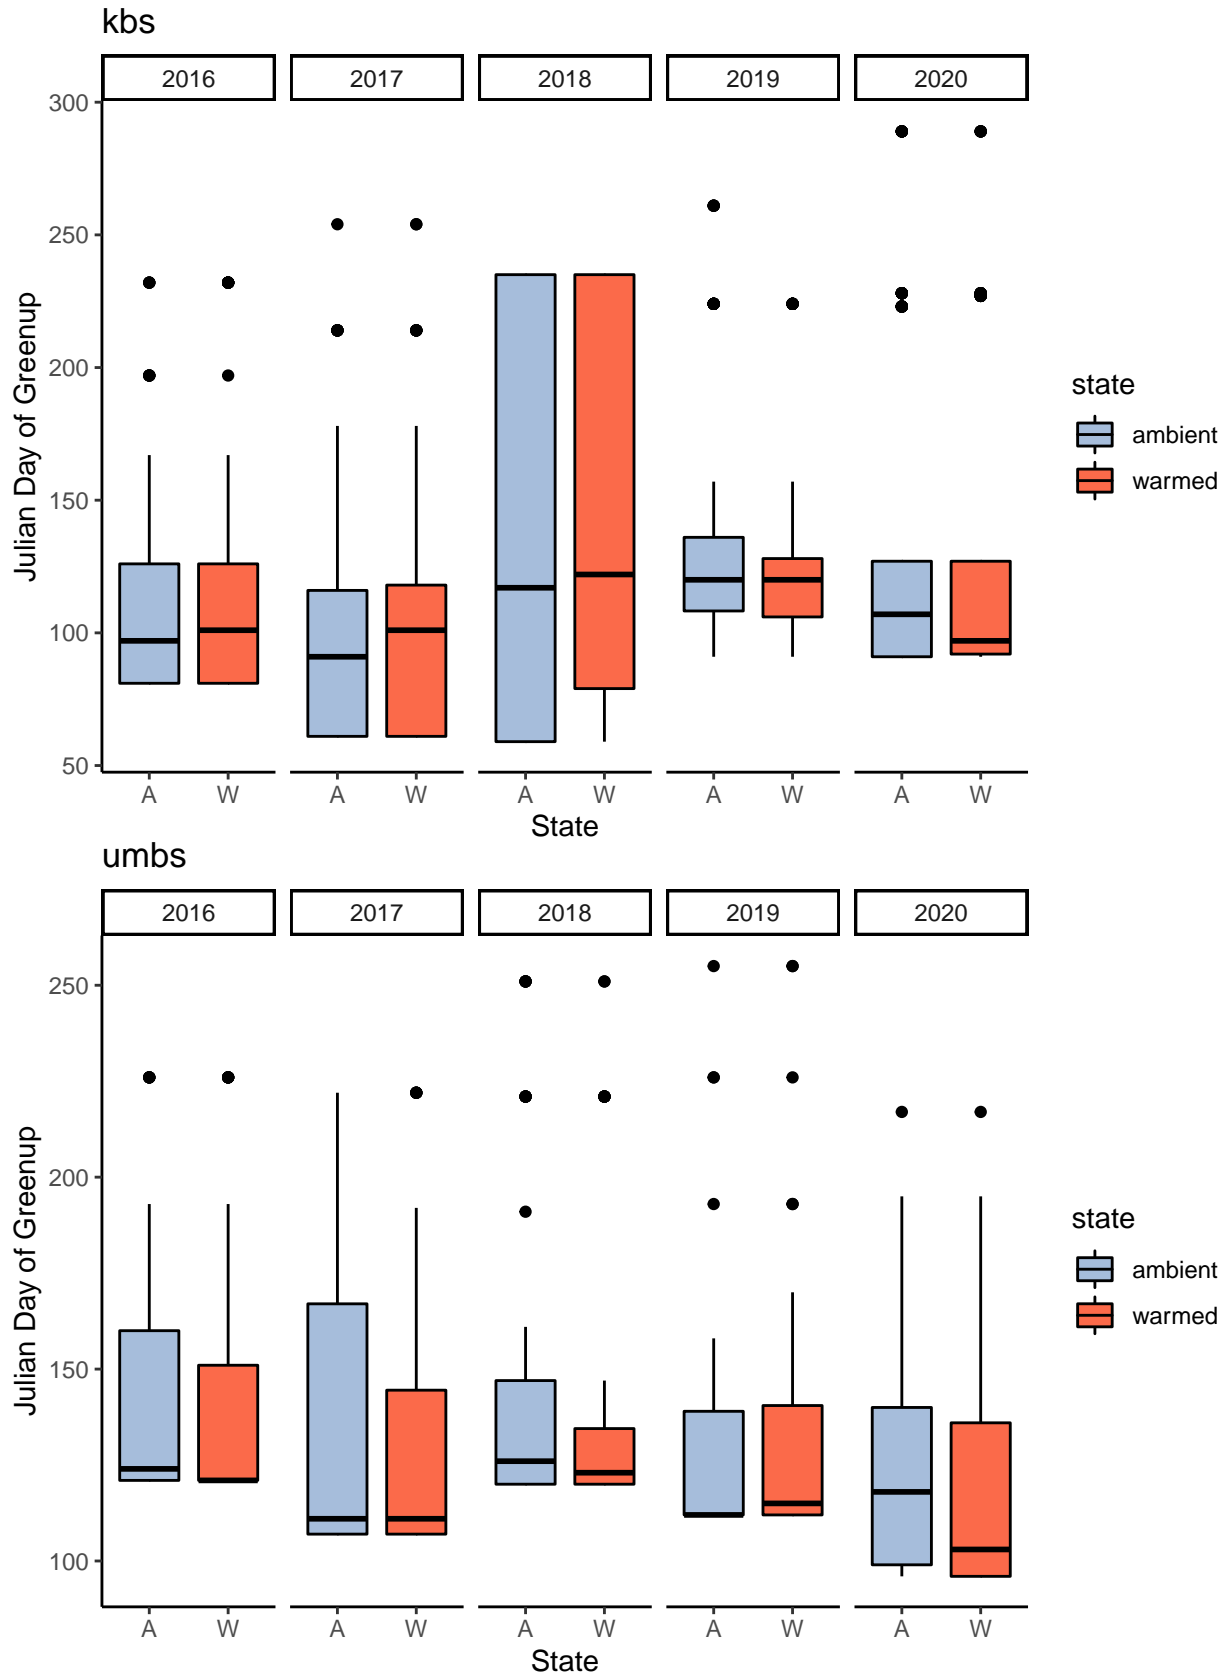 kbs
2016 2017 2018 2019 2020
300
250
200
150
100
50
Julian Day of Greenup
A W A W A W A W A W
State
state
ambient
warmed
umbs
2016 2017 2018 2019 2020
250
200
150
100
Julian Day of Greenup
A W A W A W A W A W
State
state
ambient
warmed